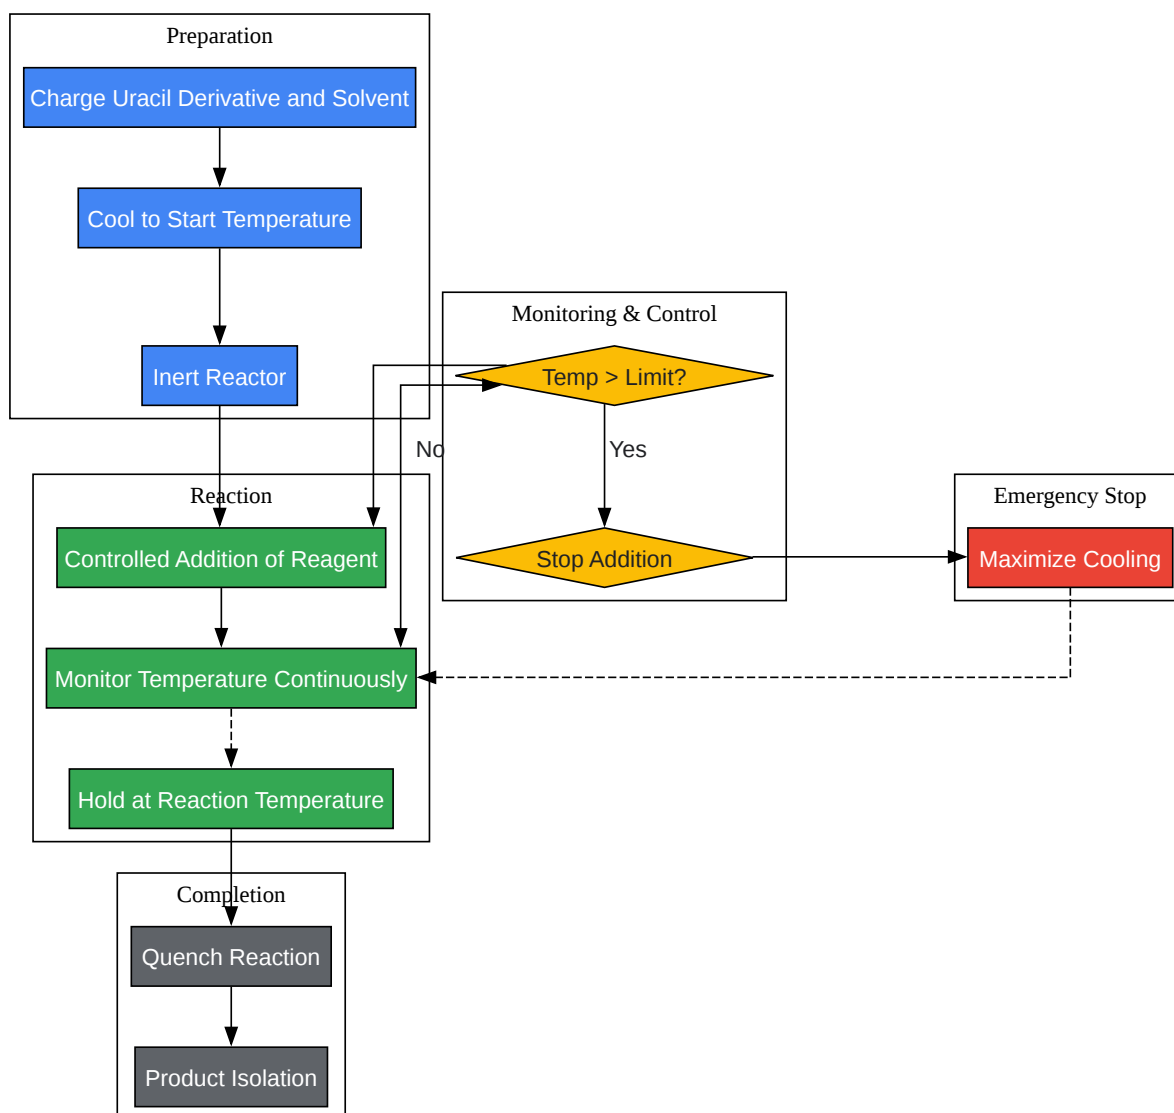 Preparation
Charge Uracil Derivative and Solvent
Cool to Start Temperature
Inert Reactor
Monitoring & Control
Temp > Limit?
No
Yes
Stop Addition
Emergency Stop
Maximize Cooling
Reaction
Controlled Addition of Reagent
Monitor Temperature Continuously
Hold at Reaction Temperature
Completion
Quench Reaction
Product Isolation